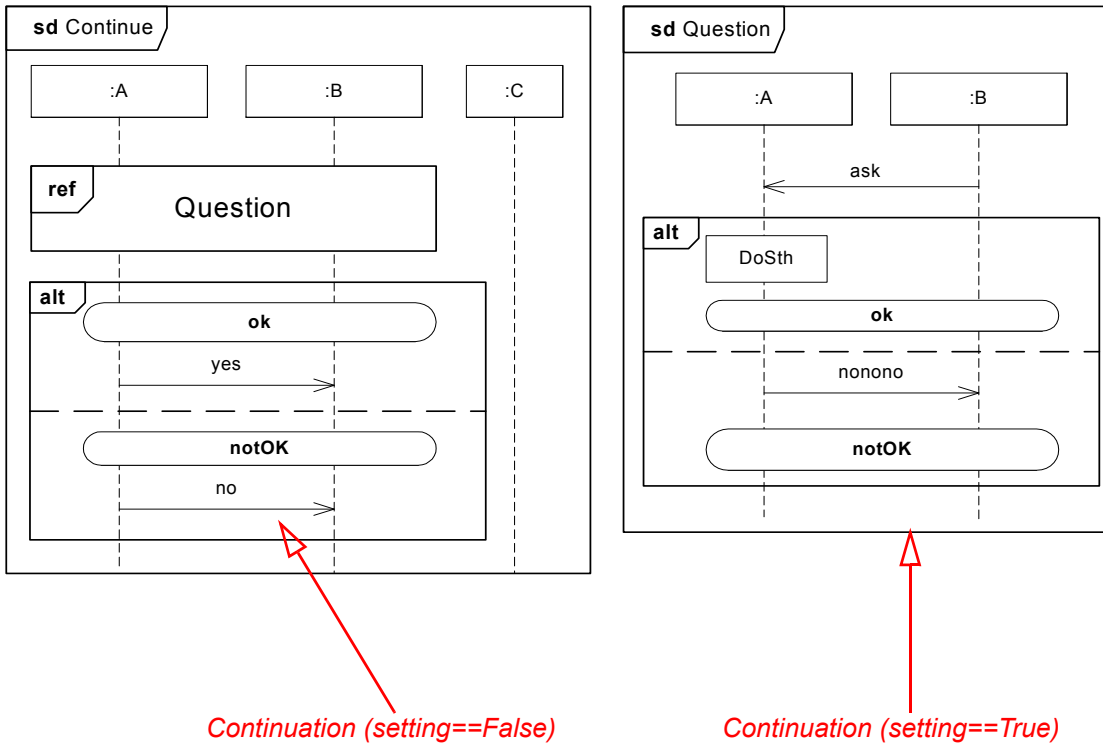 sd Continue
:A
:B
:C
ref
Question
alt
ok
yes
notOK
no
Continuation (setting==False)
sd Question
:A
:B
ask
alt
DoSth
ok
nonono
notOK
Continuation (setting==True)